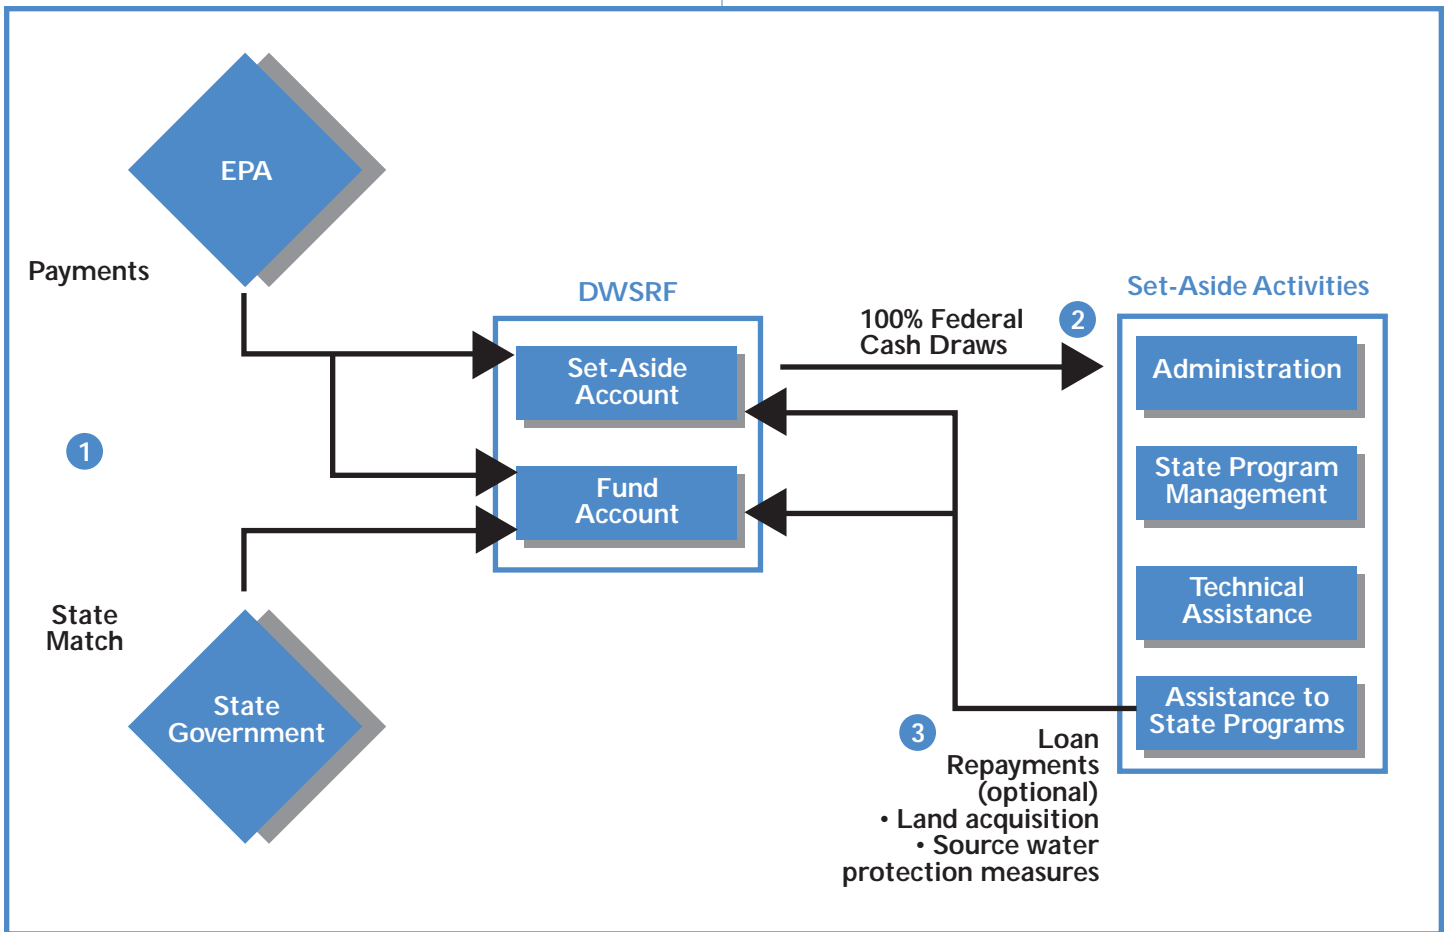 EPA
Payments
DWSRF
Set-Aside Activities
100% Federal
Cash Draws
2
Set-Aside
Account
Administration
1
Fund
Account
State Program
Management
Technical
Assistance
State
Match
State
Government
Assistance to
State Programs
3
Loan
Repayments
(optional)
• Land acquisition
• Source water
protection measures